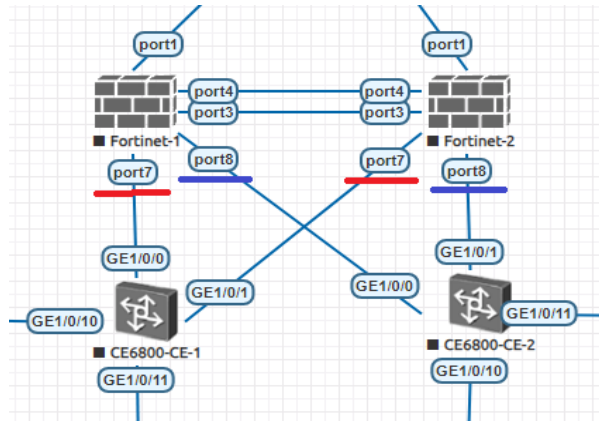 port1
port1
port4
port4
port3
port3
Fortinet-1
Fortinet-2
port7
port8
port7
port8
GE1/0/0
GE1/0/1
GE1/0/1
GE1/0/0
GE1/0/10
GE1/0/11
CE6800-CE-1
CE6800-CE-2
GE1/0/11
GE1/0/10